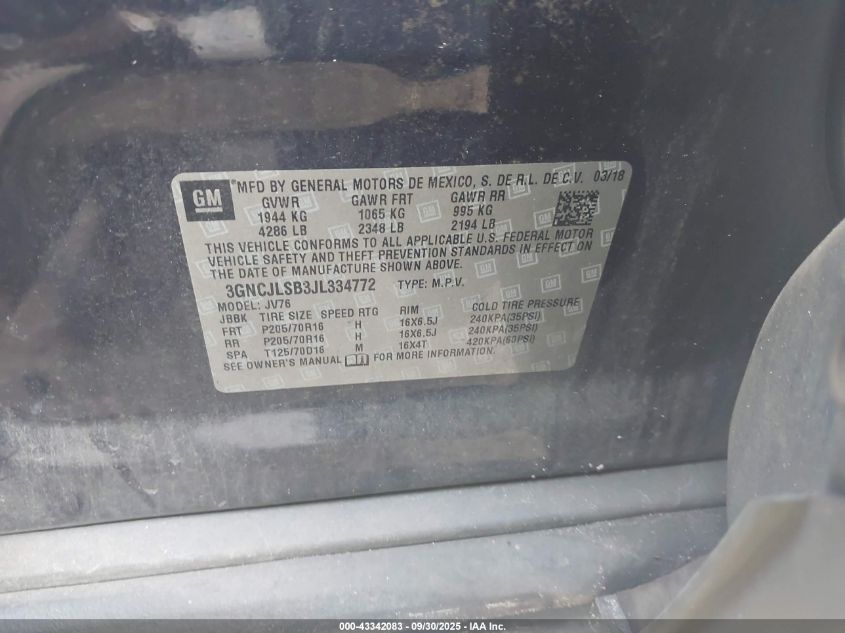 GM
MFD BY GENERAL MOTORS DE MEXICO, S. DE R.L. DE C.V. 03/18
GVWR GAWR FRT GAWR RR
1944 KG 1065 KG 995 KG
4286 LB 2348 LB 2194 LB
THIS VEHICLE CONFORMS TO ALL APPLICABLE U.S. FEDERAL MOTOR
VEHICLE SAFETY AND THEFT PREVENTION STANDARDS IN EFFECT ON
THE DATE OF MANUFACTURE SHOWN ABOVE.
3GNCJLSB3JL334772 TYPE: M.P.V.
MODEL: JV76
JBBK TIRE SIZE SPEED RTG RIM COLD TIRE PRESSURE
FRT P205/70R16 H 16X6.5J 240KPA(35PSI)
RR P205/70R16 H 16X6.5J 240KPA(35PSI)
SPA T125/70D16 M 16X4T 420KPA(60PSI)
SEE OWNER'S MANUAL FOR MORE INFORMATION.
000-43342083 - 09/30/2025 - IAA Inc.